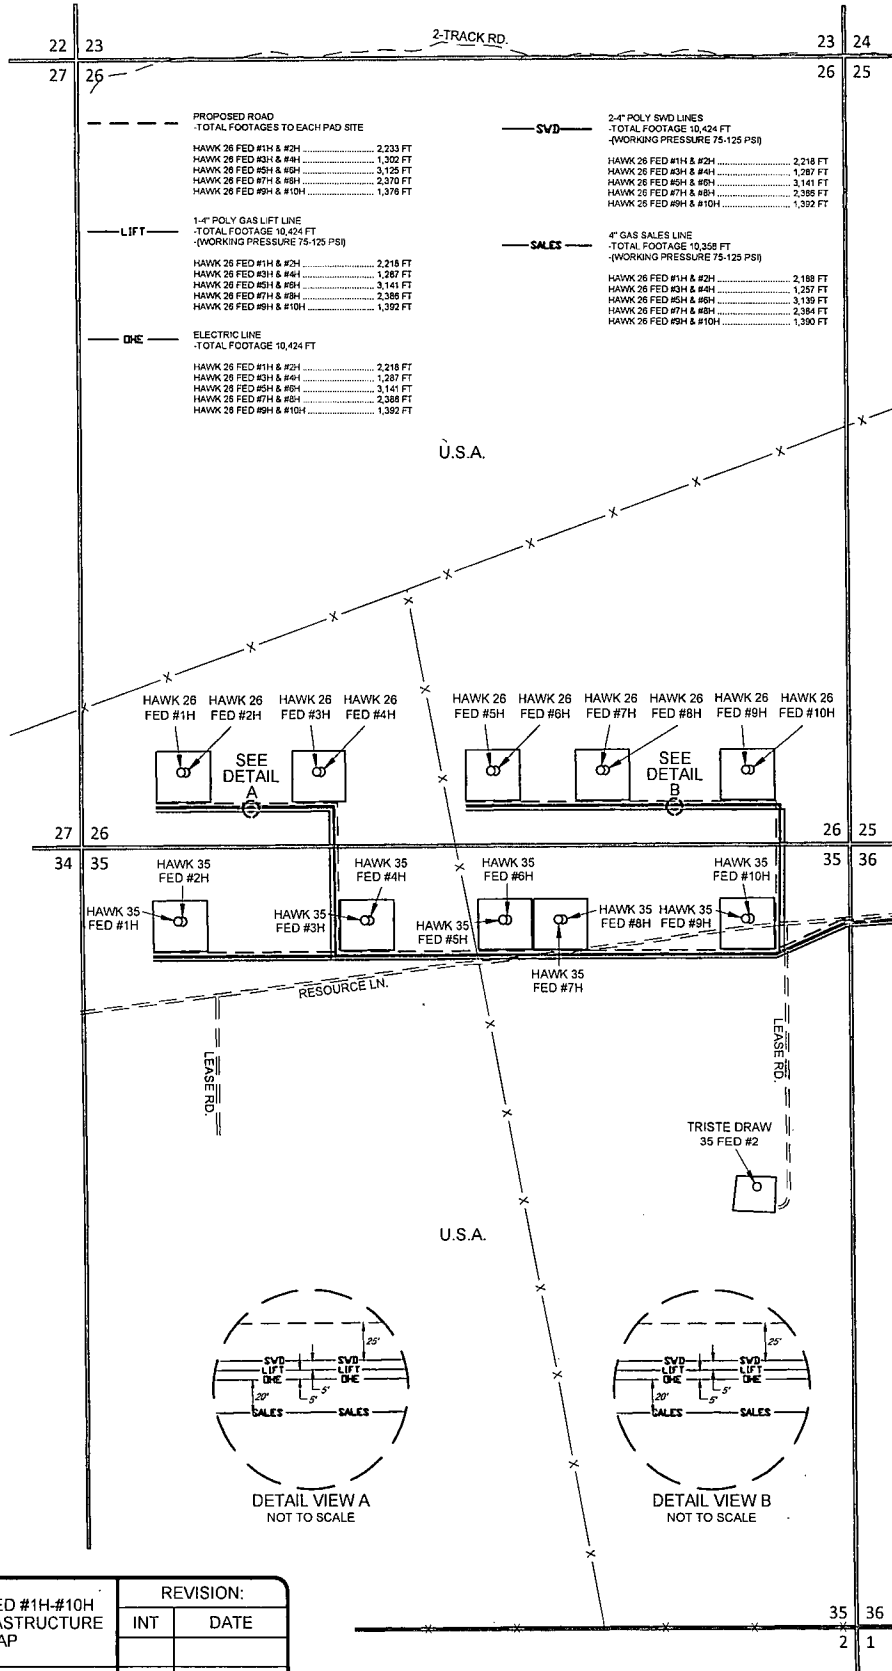 2-TRACK RD.
22 23
27 26
23 24
26 25
PROPOSED ROAD
-TOTAL FOOTAGES TO EACH PAD SITE
HAWK 26 FED #1H & #2H ........ 2,233 FT
HAWK 26 FED #3H & #4H ........ 1,302 FT
HAWK 26 FED #5H & #6H ........ 3,125 FT
HAWK 26 FED #7H & #8H ........ 2,370 FT
HAWK 26 FED #9H & #10H ........ 1,376 FT
LIFT
1-4" POLY GAS LIFT LINE
-TOTAL FOOTAGE 10,424 FT
-(WORKING PRESSURE 75-125 PSI)
HAWK 26 FED #1H & #2H ........ 2,218 FT
HAWK 26 FED #3H & #4H ........ 1,287 FT
HAWK 26 FED #5H & #6H ........ 3,141 FT
HAWK 26 FED #7H & #8H ........ 2,386 FT
HAWK 26 FED #9H & #10H ........ 1,392 FT
OHE
ELECTRIC LINE
-TOTAL FOOTAGE 10,424 FT
HAWK 26 FED #1H & #2H ........ 2,218 FT
HAWK 26 FED #3H & #4H ........ 1,287 FT
HAWK 26 FED #5H & #6H ........ 3,141 FT
HAWK 26 FED #7H & #8H ........ 2,386 FT
HAWK 26 FED #9H & #10H ........ 1,392 FT
SWD
2-4" POLY SWD LINES
-TOTAL FOOTAGE 10,424 FT
-(WORKING PRESSURE 75-125 PSI)
HAWK 26 FED #1H & #2H ........ 2,218 FT
HAWK 26 FED #3H & #4H ........ 1,287 FT
HAWK 26 FED #5H & #6H ........ 3,141 FT
HAWK 26 FED #7H & #8H ........ 2,386 FT
HAWK 26 FED #9H & #10H ........ 1,392 FT
SALES
4" GAS SALES LINE
-TOTAL FOOTAGE 10,358 FT
-(WORKING PRESSURE 75-125 PSI)
HAWK 26 FED #1H & #2H ........ 2,188 FT
HAWK 26 FED #3H & #4H ........ 1,257 FT
HAWK 26 FED #5H & #6H ........ 3,139 FT
HAWK 26 FED #7H & #8H ........ 2,384 FT
HAWK 26 FED #9H & #10H ........ 1,390 FT
U.S.A.
HAWK 26
FED #1H
HAWK 26
FED #2H
HAWK 26
FED #3H
HAWK 26
FED #4H
HAWK 26
FED #5H
HAWK 26
FED #6H
HAWK 26
FED #7H
HAWK 26
FED #8H
HAWK 26
FED #9H
HAWK 26
FED #10H
SEE
DETAIL
A
SEE
DETAIL
B
27 26
34 35
26 25
35 36
HAWK 35
FED #2H
HAWK 35
FED #4H
HAWK 35
FED #6H
HAWK 35
FED #10H
HAWK 35
FED #1H
HAWK 35
FED #3H
HAWK 35
FED #5H
HAWK 35
FED #8H
HAWK 35
FED #9H
HAWK 35
FED #7H
RESOURCE LN.
LEASE RD.
LEASE RD.
TRISTE DRAW
35 FED #2
U.S.A.
25'
SWD SWD
LIFT LIFT
OHE OHE
5'
5'
20'
SALES SALES
DETAIL VIEW A
NOT TO SCALE
25'
SWD SWD
LIFT LIFT
OHE OHE
5'
5'
20'
SALES SALES
DETAIL VIEW B
NOT TO SCALE
ED #1H-#10H
ASTRUCTURE
AP
REVISION:
INT DATE
35 36
2 1